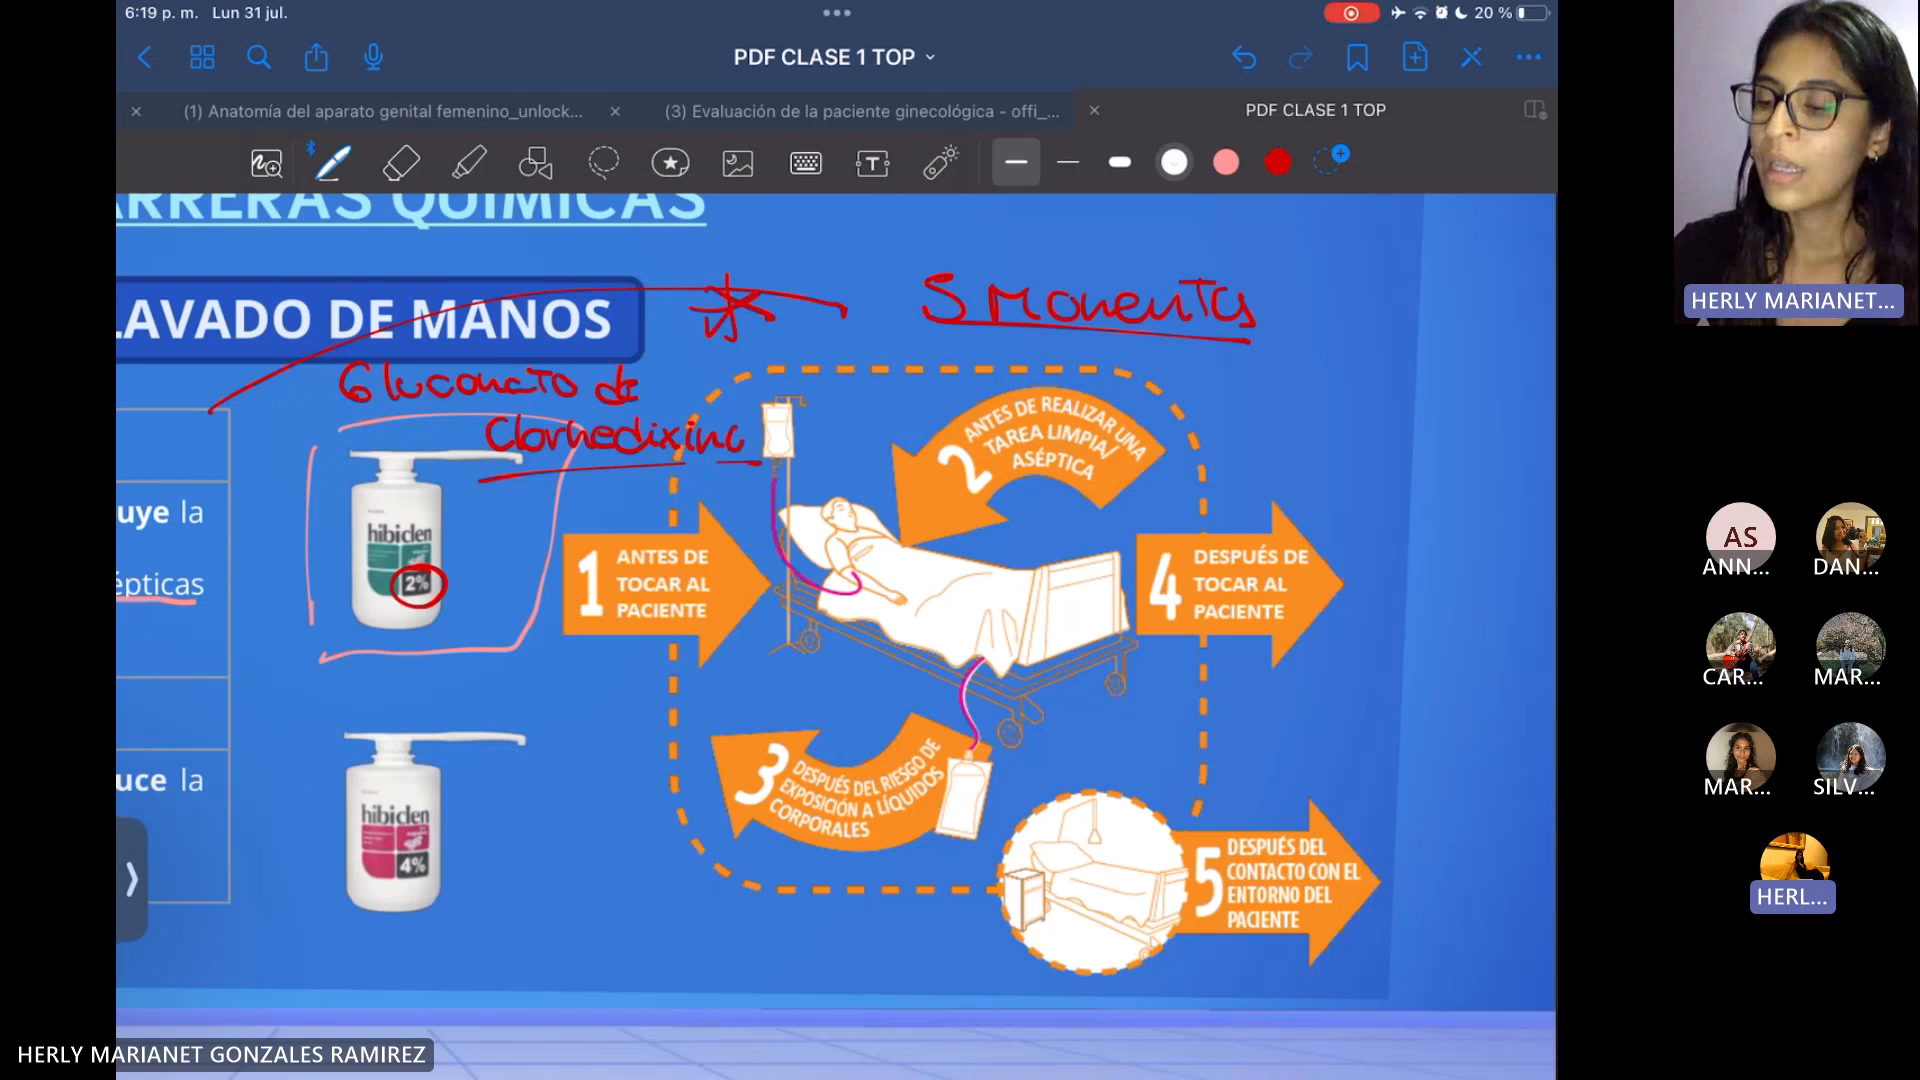 6:19 p. m. Lun 31 jul.
20 %
PDF CLASE 1 TOP
(1) Anatomía del aparato genital femenino_unlock...
(3) Evaluación de la paciente ginecológica - offi_...
PDF CLASE 1 TOP
ARRERAS QUÍMICAS
LAVADO DE MANOS
5 Momentos
Gluconato de
Clorhedixina
uye la
épticas
uce la
hibiclen
2%
hibiclen
4%
1 ANTES DE
TOCAR AL
PACIENTE
2 ANTES DE REALIZAR UNA
TAREA LIMPIA/
ASÉPTICA
3 DESPUÉS DEL RIESGO DE
EXPOSICIÓN A LÍQUIDOS
CORPORALES
4 DESPUÉS DE
TOCAR AL
PACIENTE
5 DESPUÉS DEL
CONTACTO CON EL
ENTORNO DEL
PACIENTE
HERLY MARIANET...
AS
ANN...
DAN...
CAR...
MAR...
MAR...
SILV...
HERL...
HERLY MARIANET GONZALES RAMIREZ